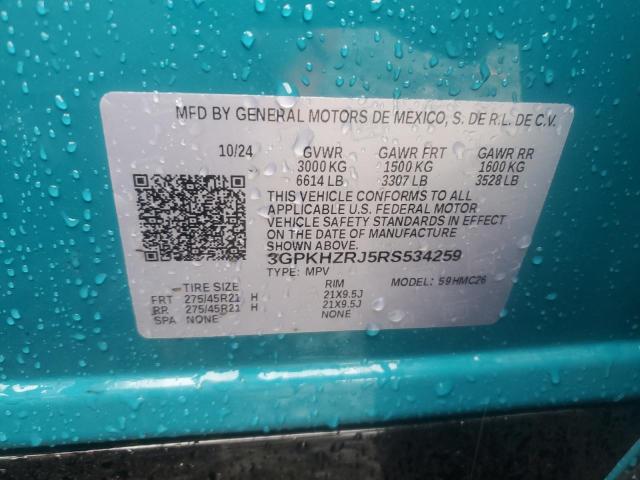 MFD BY GENERAL MOTORS DE MEXICO, S. DE R.L. DE C.V.
10/24 GVWR GAWR FRT GAWR RR
3000 KG 1500 KG 1600 KG
6614 LB 3307 LB 3528 LB
THIS VEHICLE CONFORMS TO ALL
APPLICABLE U.S. FEDERAL MOTOR
VEHICLE SAFETY STANDARDS IN EFFECT
ON THE DATE OF MANUFACTURE
SHOWN ABOVE.
3GPKHZRJ5RS534259
TYPE: MPV MODEL: 59HMC26
TIRE SIZE RIM
FRT 275/45R21 H 21X9.5J
RR 275/45R21 H 21X9.5J
SPA NONE NONE